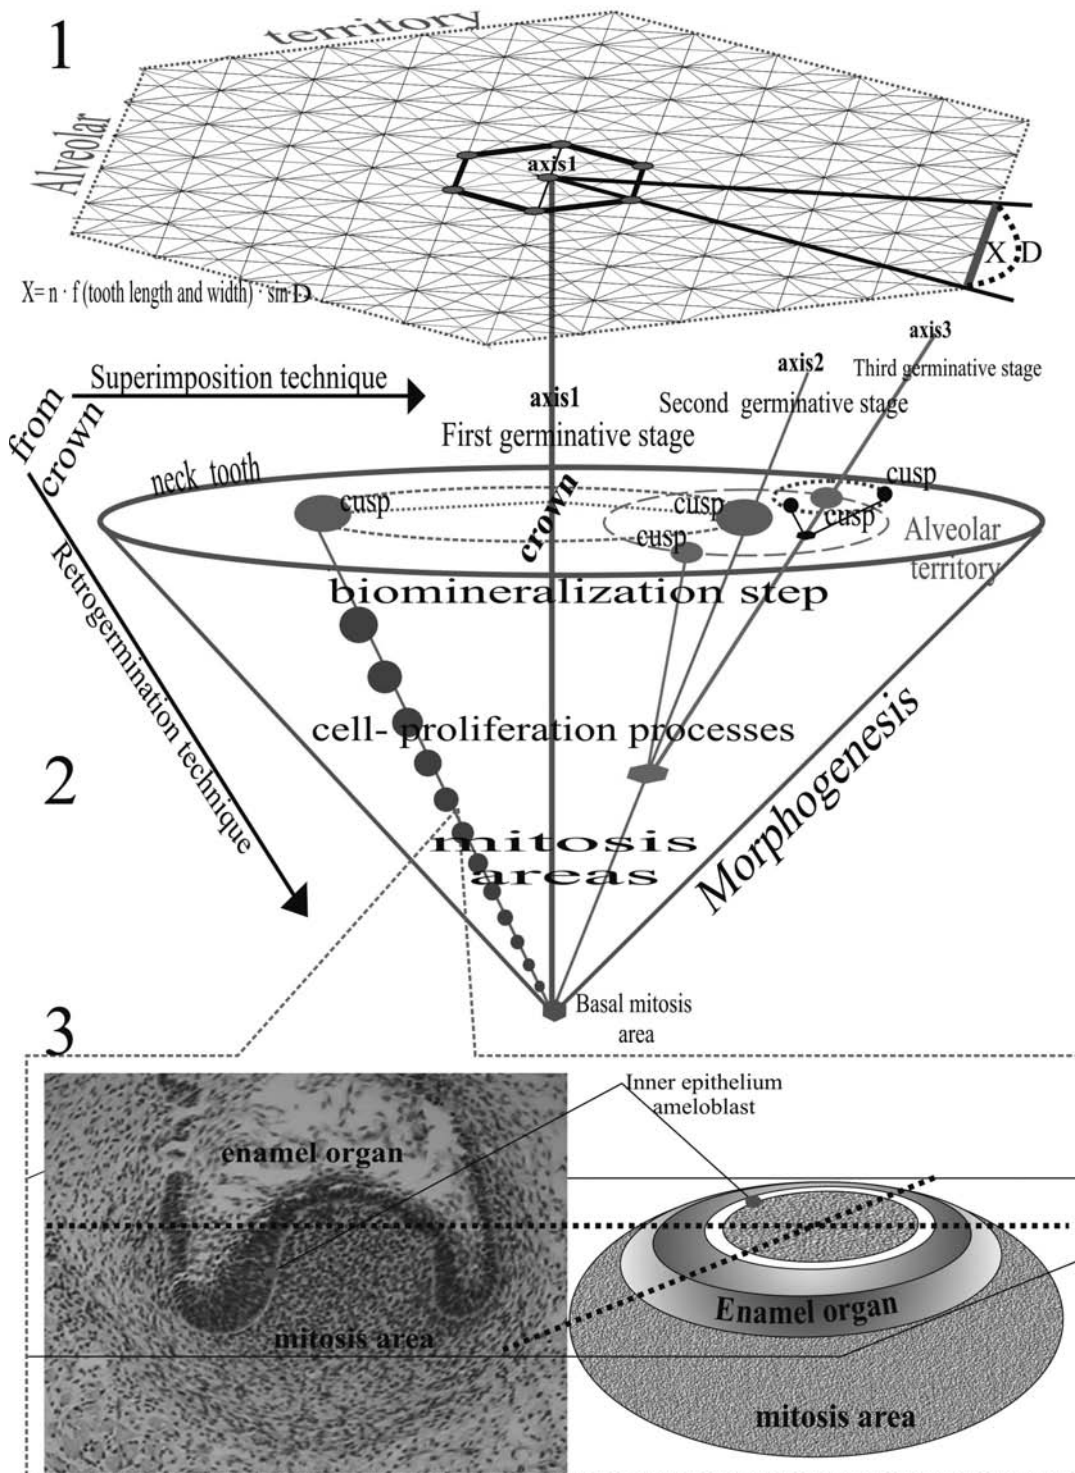 1
territory
Alveolar
axis1
X D
X= n · f (tooth length and width) · sin D
axis3
axis2
Third germinative stage
Superimposition technique
axis1
Second germinative stage
First germinative stage
from
crown
neck tooth
cusp
crown
cusp
cusp
cusp
cusp
Alveolar
territory
biomineralization step
Retrogermination technique
cell- proliferation processes
2
mitosis
areas
Morphogenesis
Basal mitosis
area
3
Inner epithelium
ameloblast
enamel organ
mitosis area
Enamel organ
mitosis area